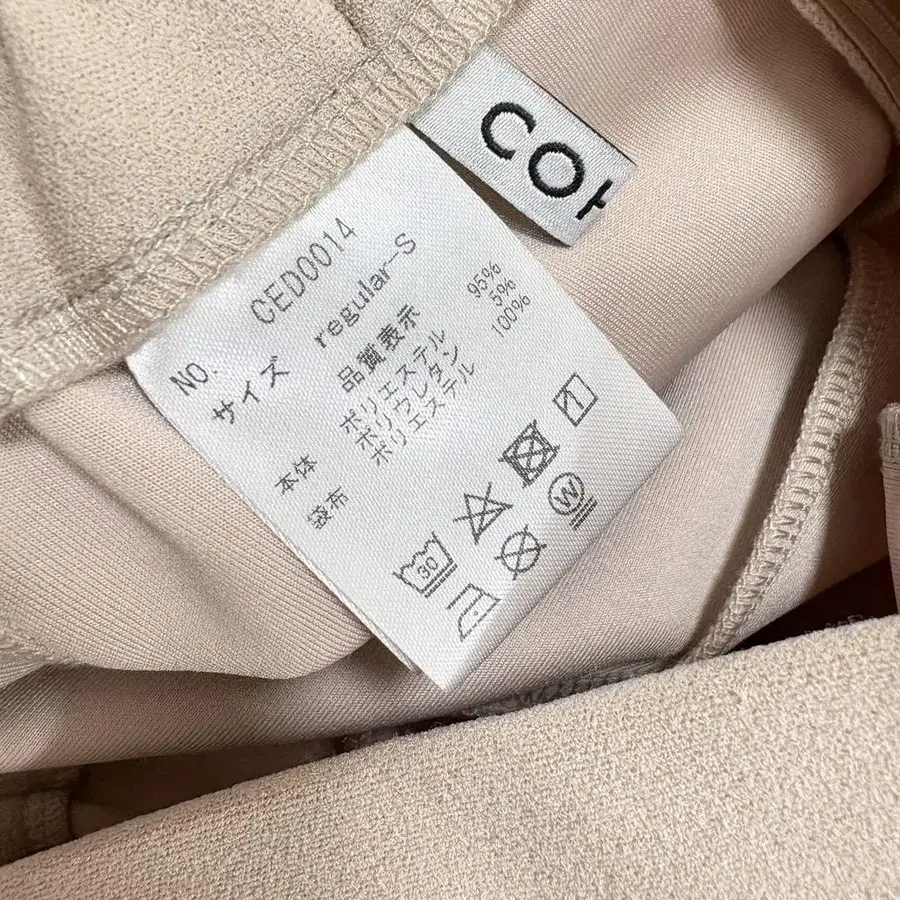 COH
NO. CED0014
サイズ regular-S
品質表示
本体 ポリエステル 95%
ポリウレタン 5%
袋布 ポリエステル 100%
30
W